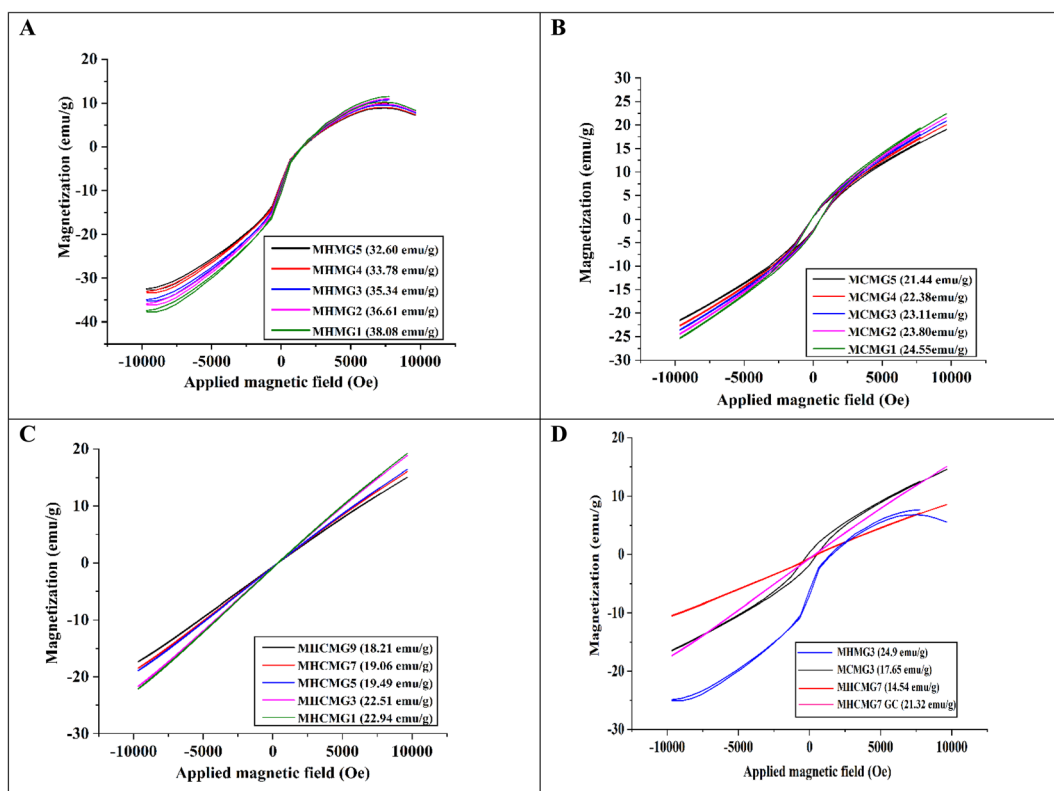 A
Magnetization (emu/g)
20
10
0
-10
-20
-30
-40
MHMG5 (32.60 emu/g)
MHMG4 (33.78 emu/g)
MHMG3 (35.34 emu/g)
MHMG2 (36.61 emu/g)
MHMG1 (38.08 emu/g)
-10000 -5000 0 5000 10000
Applied magnetic field (Oe)
B
Magnetization (emu/g)
30
25
20
15
10
5
0
-5
-10
-15
-20
-25
-30
MCMG5 (21.44 emu/g)
MCMG4 (22.38emu/g)
MCMG3 (23.11emu/g)
MCMG2 (23.80emu/g)
MCMG1 (24.55emu/g)
-10000 -5000 0 5000 10000
Applied magnetic field (Oe)
C
Magnetization (emu/g)
20
10
0
-10
-20
-30
MHCMG9 (18.21 emu/g)
MHCMG7 (19.06 emu/g)
MHCMG5 (19.49 emu/g)
MHCMG3 (22.51 emu/g)
MHCMG1 (22.94 emu/g)
-10000 -5000 0 5000 10000
Applied magnetic field (Oe)
D
Magnetization (emu/g)
20
15
10
5
0
-5
-10
-15
-20
-25
-30
MHMG3 (24.9 emu/g)
MCMG3 (17.65 emu/g)
MHCMG7 (14.54 emu/g)
MHCMG7 GC (21.32 emu/g)
-10000 -5000 0 5000 10000
Applied magnetic field (Oe)